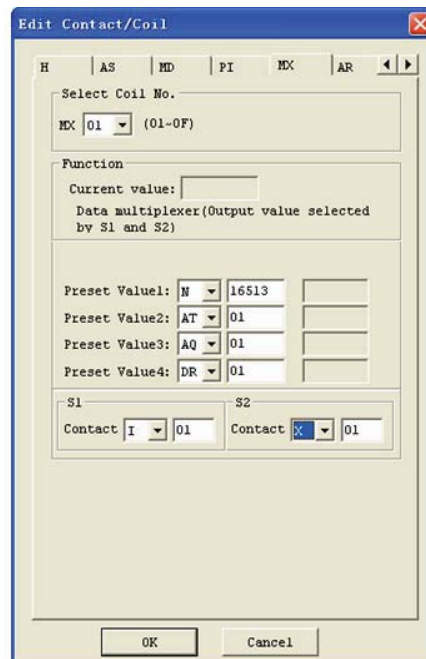 Edit Contact/Coil
H AS MD PI MX AR
Select Coil No.
MX 01 (01~0F)
Function
Current value:
Data multiplexer(Output value selected
by S1 and S2)
Preset Value1: N 16513
Preset Value2: AT 01
Preset Value3: AQ 01
Preset Value4: DR 01
S1 S2
Contact I 01 Contact X 01
OK Cancel